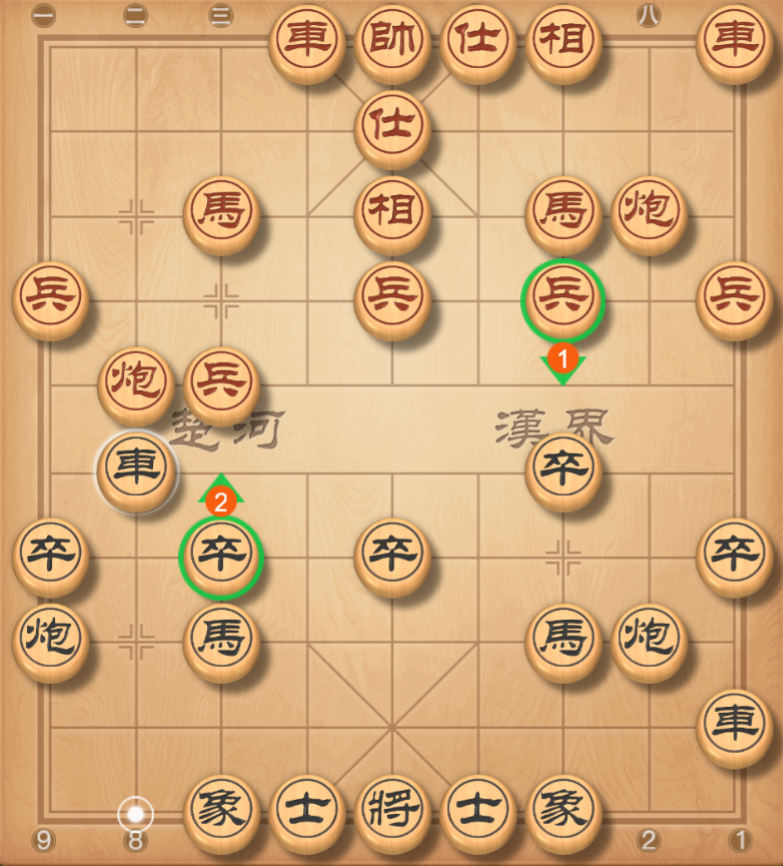 一 二 三 八
車 帥 仕 相 車
仕
馬 相 馬 炮
兵 兵 兵 兵
1
炮 兵
楚河 漢界
車 卒
2
卒 卒 卒 卒
炮 馬 馬 炮
車
象 士 將 士 象
9 8 2 1